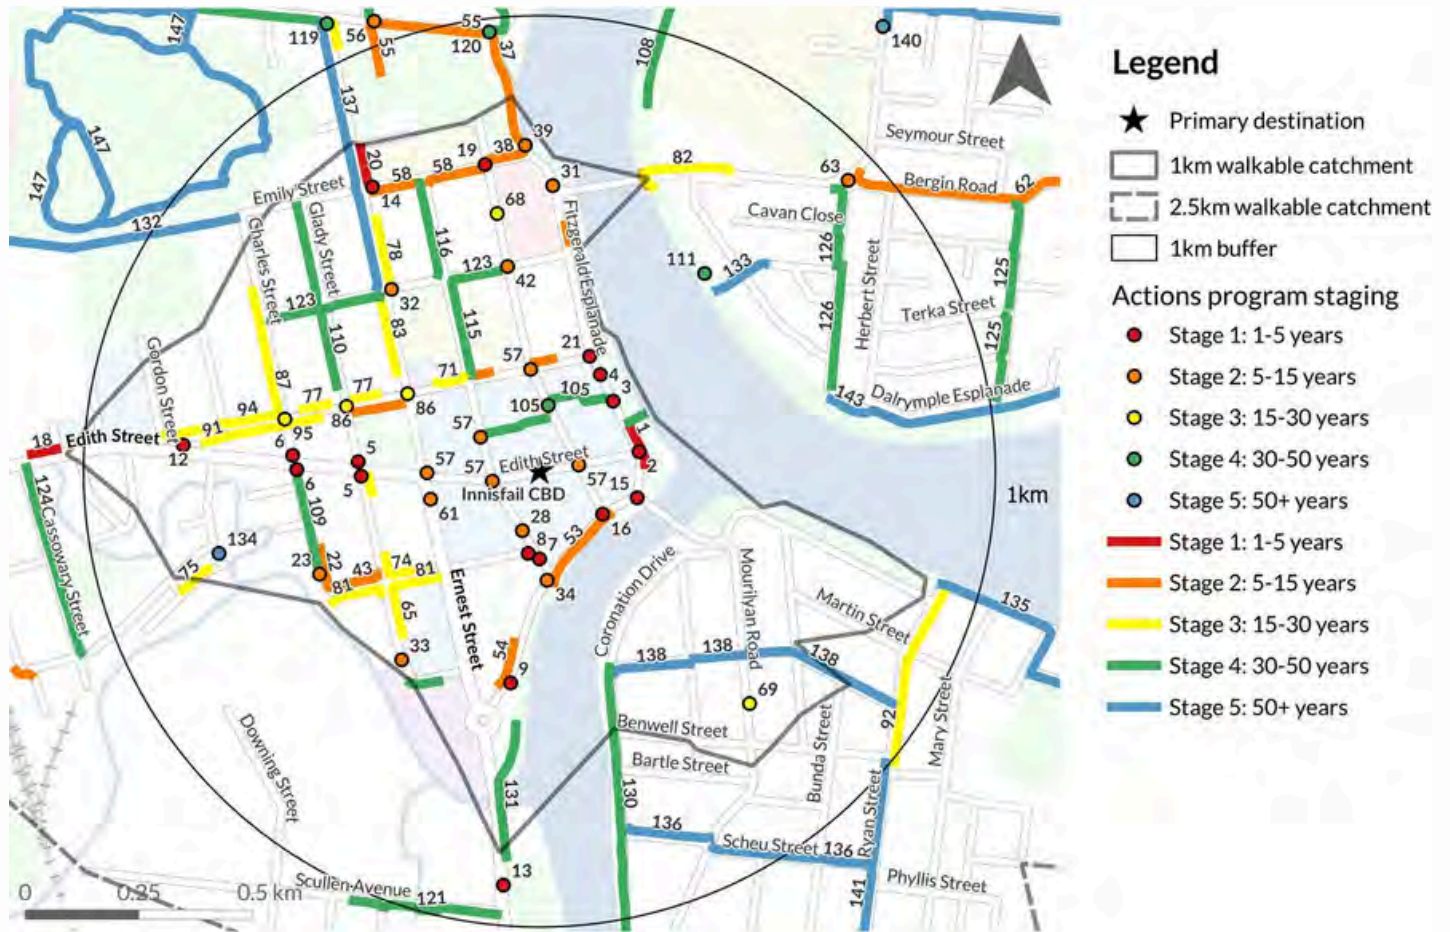 147
119
56
55
55
120
37
108
140
Legend
Primary destination
1km walkable catchment
2.5km walkable catchment
1km buffer
Actions program staging
Stage 1: 1-5 years
Stage 2: 5-15 years
Stage 3: 15-30 years
Stage 4: 30-50 years
Stage 5: 50+ years
Stage 1: 1-5 years
Stage 2: 5-15 years
Stage 3: 15-30 years
Stage 4: 30-50 years
Stage 5: 50+ years
137
147
147
132
Seymour Street
39
38
19
20
58
58
14
31
82
63
Bergin Road
62
Emily Street
Charles Street
Glady Street
68
Fitzgerald Esplanade
Cavan Close
126
126
Herbert Street
125
125
Terka Street
78
116
123
42
111
133
123
32
110
83
115
Gordon Street
87
77
77
71
57
21
4
3
105
105
143
Dalrymple Esplanade
94
91
95
86
86
57
1
2
18
Edith Street
12
6
6
5
5
57
57
Edith Street
57
Innisfail CBD
15
16
61
28
8
7
53
34
1km
124
Cassowary Street
109
134
75
23
22
81
43
74
81
65
33
Ernest Street
54
9
Coronation Drive
Mourilyan Road
Martin Street
135
138
138
138
69
92
Mary Street
Benwell Street
Bartle Street
Bunda Street
Downing Street
131
130
136
Scheu Street
136
Ryan Street
141
Phyllis Street
13
Scullen Avenue
121
0
0.25
0.5 km